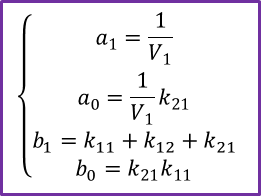 a₁ = 1/V₁
a₀ = 1/V₁ k₂₁
b₁ = k₁₁ + k₁₂ + k₂₁
b₀ = k₂₁k₁₁